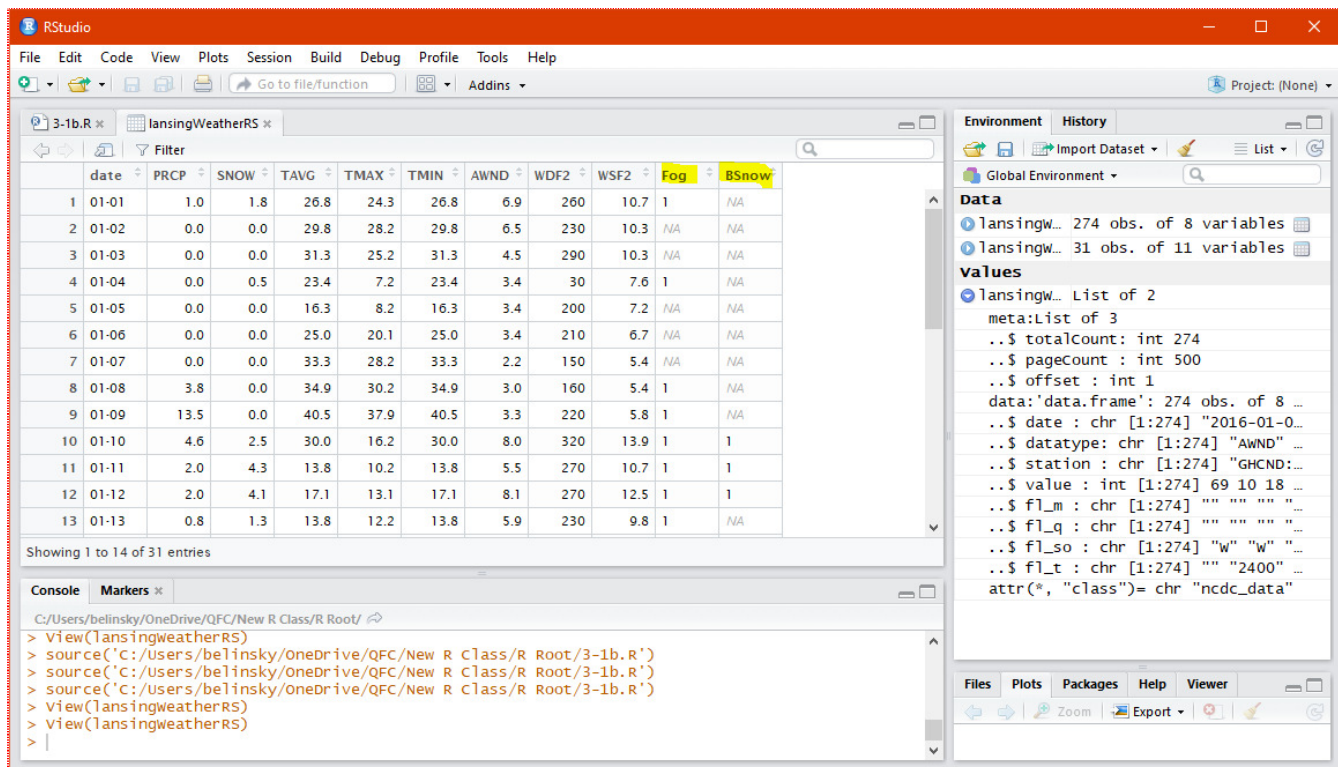 RStudio
File Edit Code View Plots Session Build Debug Profile Tools Help
Go to file/function Addins Project: (None)
3-1b.R lansingWeatherRS
Filter
date PRCP SNOW TAVG TMAX TMIN AWND WDF2 WSF2 Fog BSnow
1 01-01 1.0 1.8 26.8 24.3 26.8 6.9 260 10.7 1 NA
2 01-02 0.0 0.0 29.8 28.2 29.8 6.5 230 10.3 NA NA
3 01-03 0.0 0.0 31.3 25.2 31.3 4.5 290 10.3 NA NA
4 01-04 0.0 0.5 23.4 7.2 23.4 3.4 30 7.6 1 NA
5 01-05 0.0 0.0 16.3 8.2 16.3 3.4 200 7.2 NA NA
6 01-06 0.0 0.0 25.0 20.1 25.0 3.4 210 6.7 NA NA
7 01-07 0.0 0.0 33.3 28.2 33.3 2.2 150 5.4 NA NA
8 01-08 3.8 0.0 34.9 30.2 34.9 3.0 160 5.4 1 NA
9 01-09 13.5 0.0 40.5 37.9 40.5 3.3 220 5.8 1 NA
10 01-10 4.6 2.5 30.0 16.2 30.0 8.0 320 13.9 1 1
11 01-11 2.0 4.3 13.8 10.2 13.8 5.5 270 10.7 1 1
12 01-12 2.0 4.1 17.1 13.1 17.1 8.1 270 12.5 1 1
13 01-13 0.8 1.3 13.8 12.2 13.8 5.9 230 9.8 1 NA
Showing 1 to 14 of 31 entries
Console Markers
C:/Users/belinsky/OneDrive/QFC/New R Class/R Root/
> View(lansingWeatherRS)
> source('C:/Users/belinsky/OneDrive/QFC/New R Class/R Root/3-1b.R')
> source('C:/Users/belinsky/OneDrive/QFC/New R Class/R Root/3-1b.R')
> source('C:/Users/belinsky/OneDrive/QFC/New R Class/R Root/3-1b.R')
> View(lansingWeatherRS)
> View(lansingWeatherRS)
>
Environment History
Import Dataset List
Global Environment
Data
lansingW… 274 obs. of 8 variables
lansingW… 31 obs. of 11 variables
Values
lansingW… List of 2
meta:List of 3
..$ totalCount: int 274
..$ pageCount : int 500
..$ offset : int 1
data:'data.frame': 274 obs. of 8 …
..$ date : chr [1:274] "2016-01-0…
..$ datatype: chr [1:274] "AWND" …
..$ station : chr [1:274] "GHCND:…
..$ value : int [1:274] 69 10 18 …
..$ fl_m : chr [1:274] "" "" "" "…
..$ fl_q : chr [1:274] "" "" "" "…
..$ fl_so : chr [1:274] "W" "W" "…
..$ fl_t : chr [1:274] "" "2400" …
attr(*, "class")= chr "ncdc_data"
Files Plots Packages Help Viewer
Zoom Export